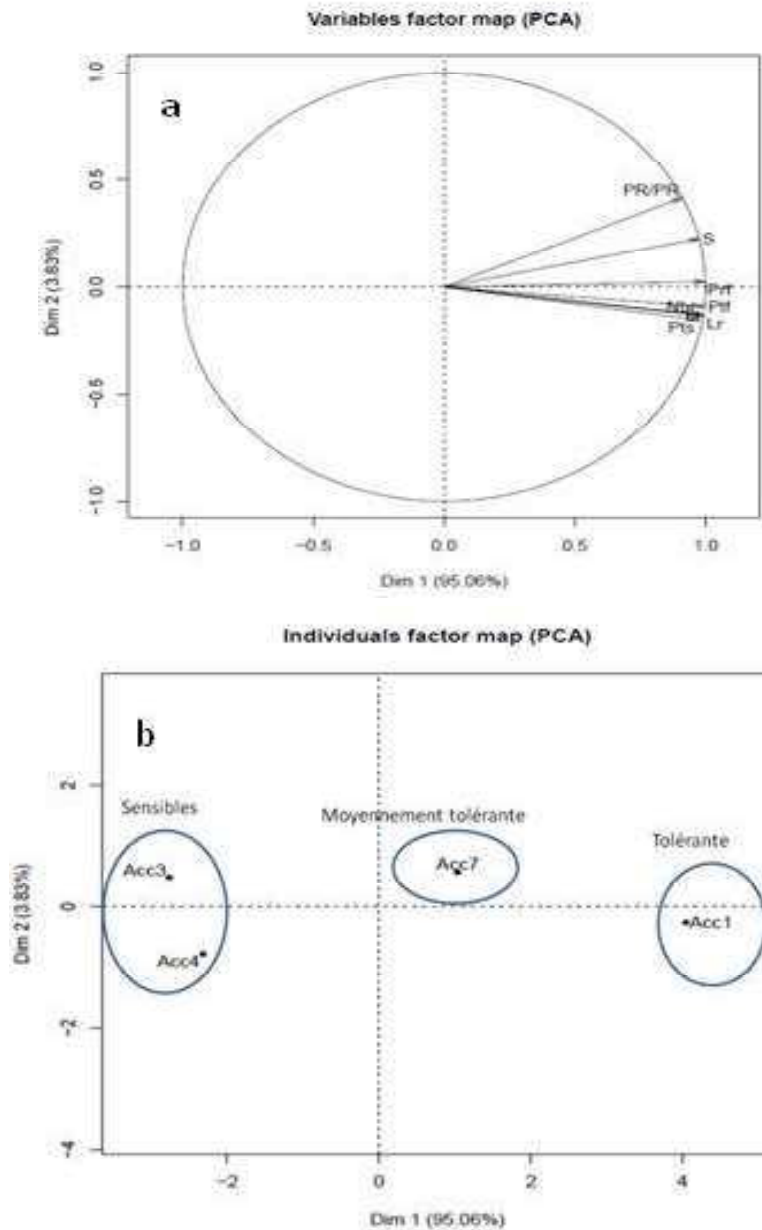 Variables factor map (PCA)
a
1.0
0.5
0.0
−0.5
−1.0
Dim 2 (3.83%)
PR/PR
S
Prf
Ptf
Lr
Pts
−1.0 −0.5 0.0 0.5 1.0
Dim 1 (95.06%)
Individuals factor map (PCA)
b
2
0
−2
−4
Dim 2 (3.83%)
Sensibles
Moyennement tolérante
Tolérante
Acc3
Acc7
Acc1
Acc4
−2 0 2 4
Dim 1 (95.06%)